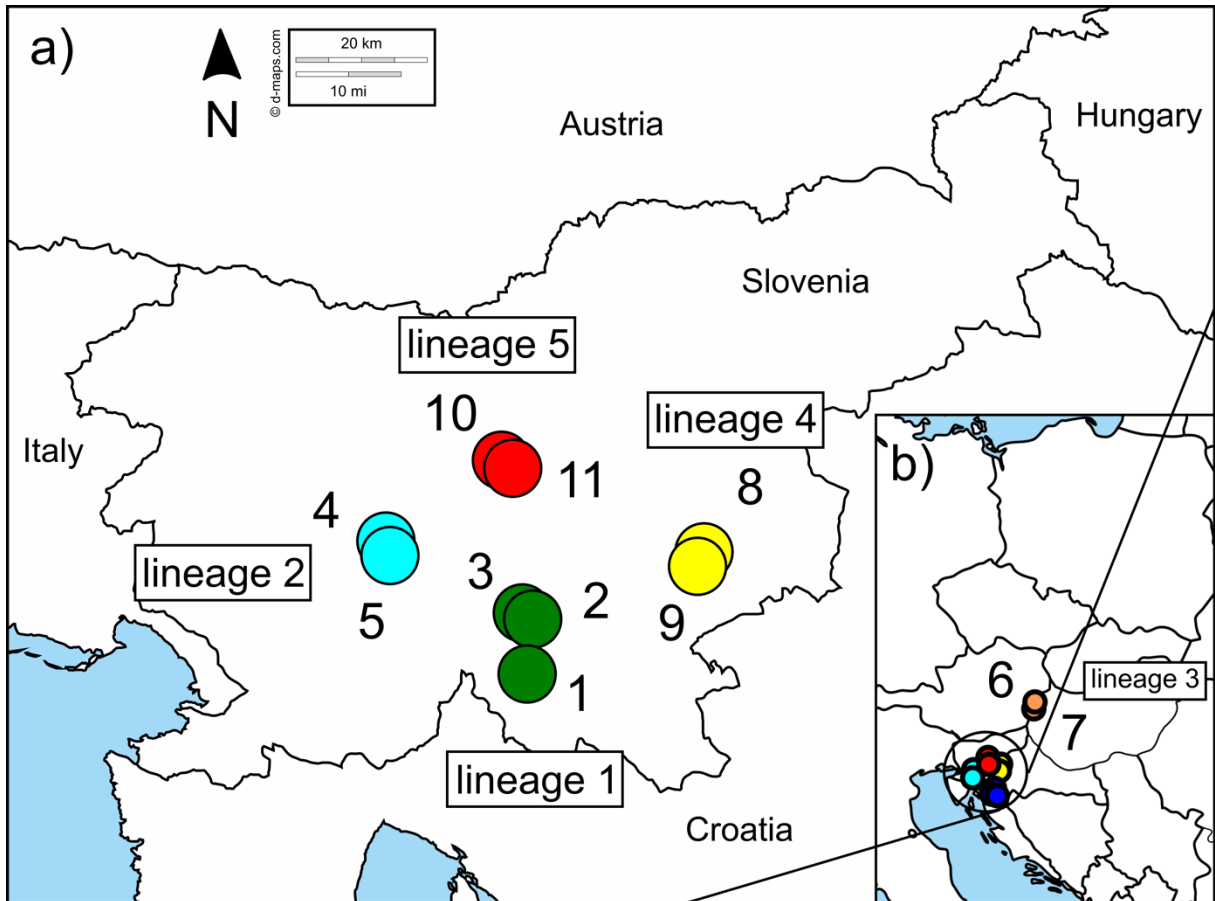 a)
20 km
10 mi
© d-maps.com
N
Austria
Hungary
Slovenia
lineage 5
10
11
lineage 4
8
9
Italy
4
lineage 2
5
3
2
1
lineage 1
Croatia
b)
6
lineage 3
7